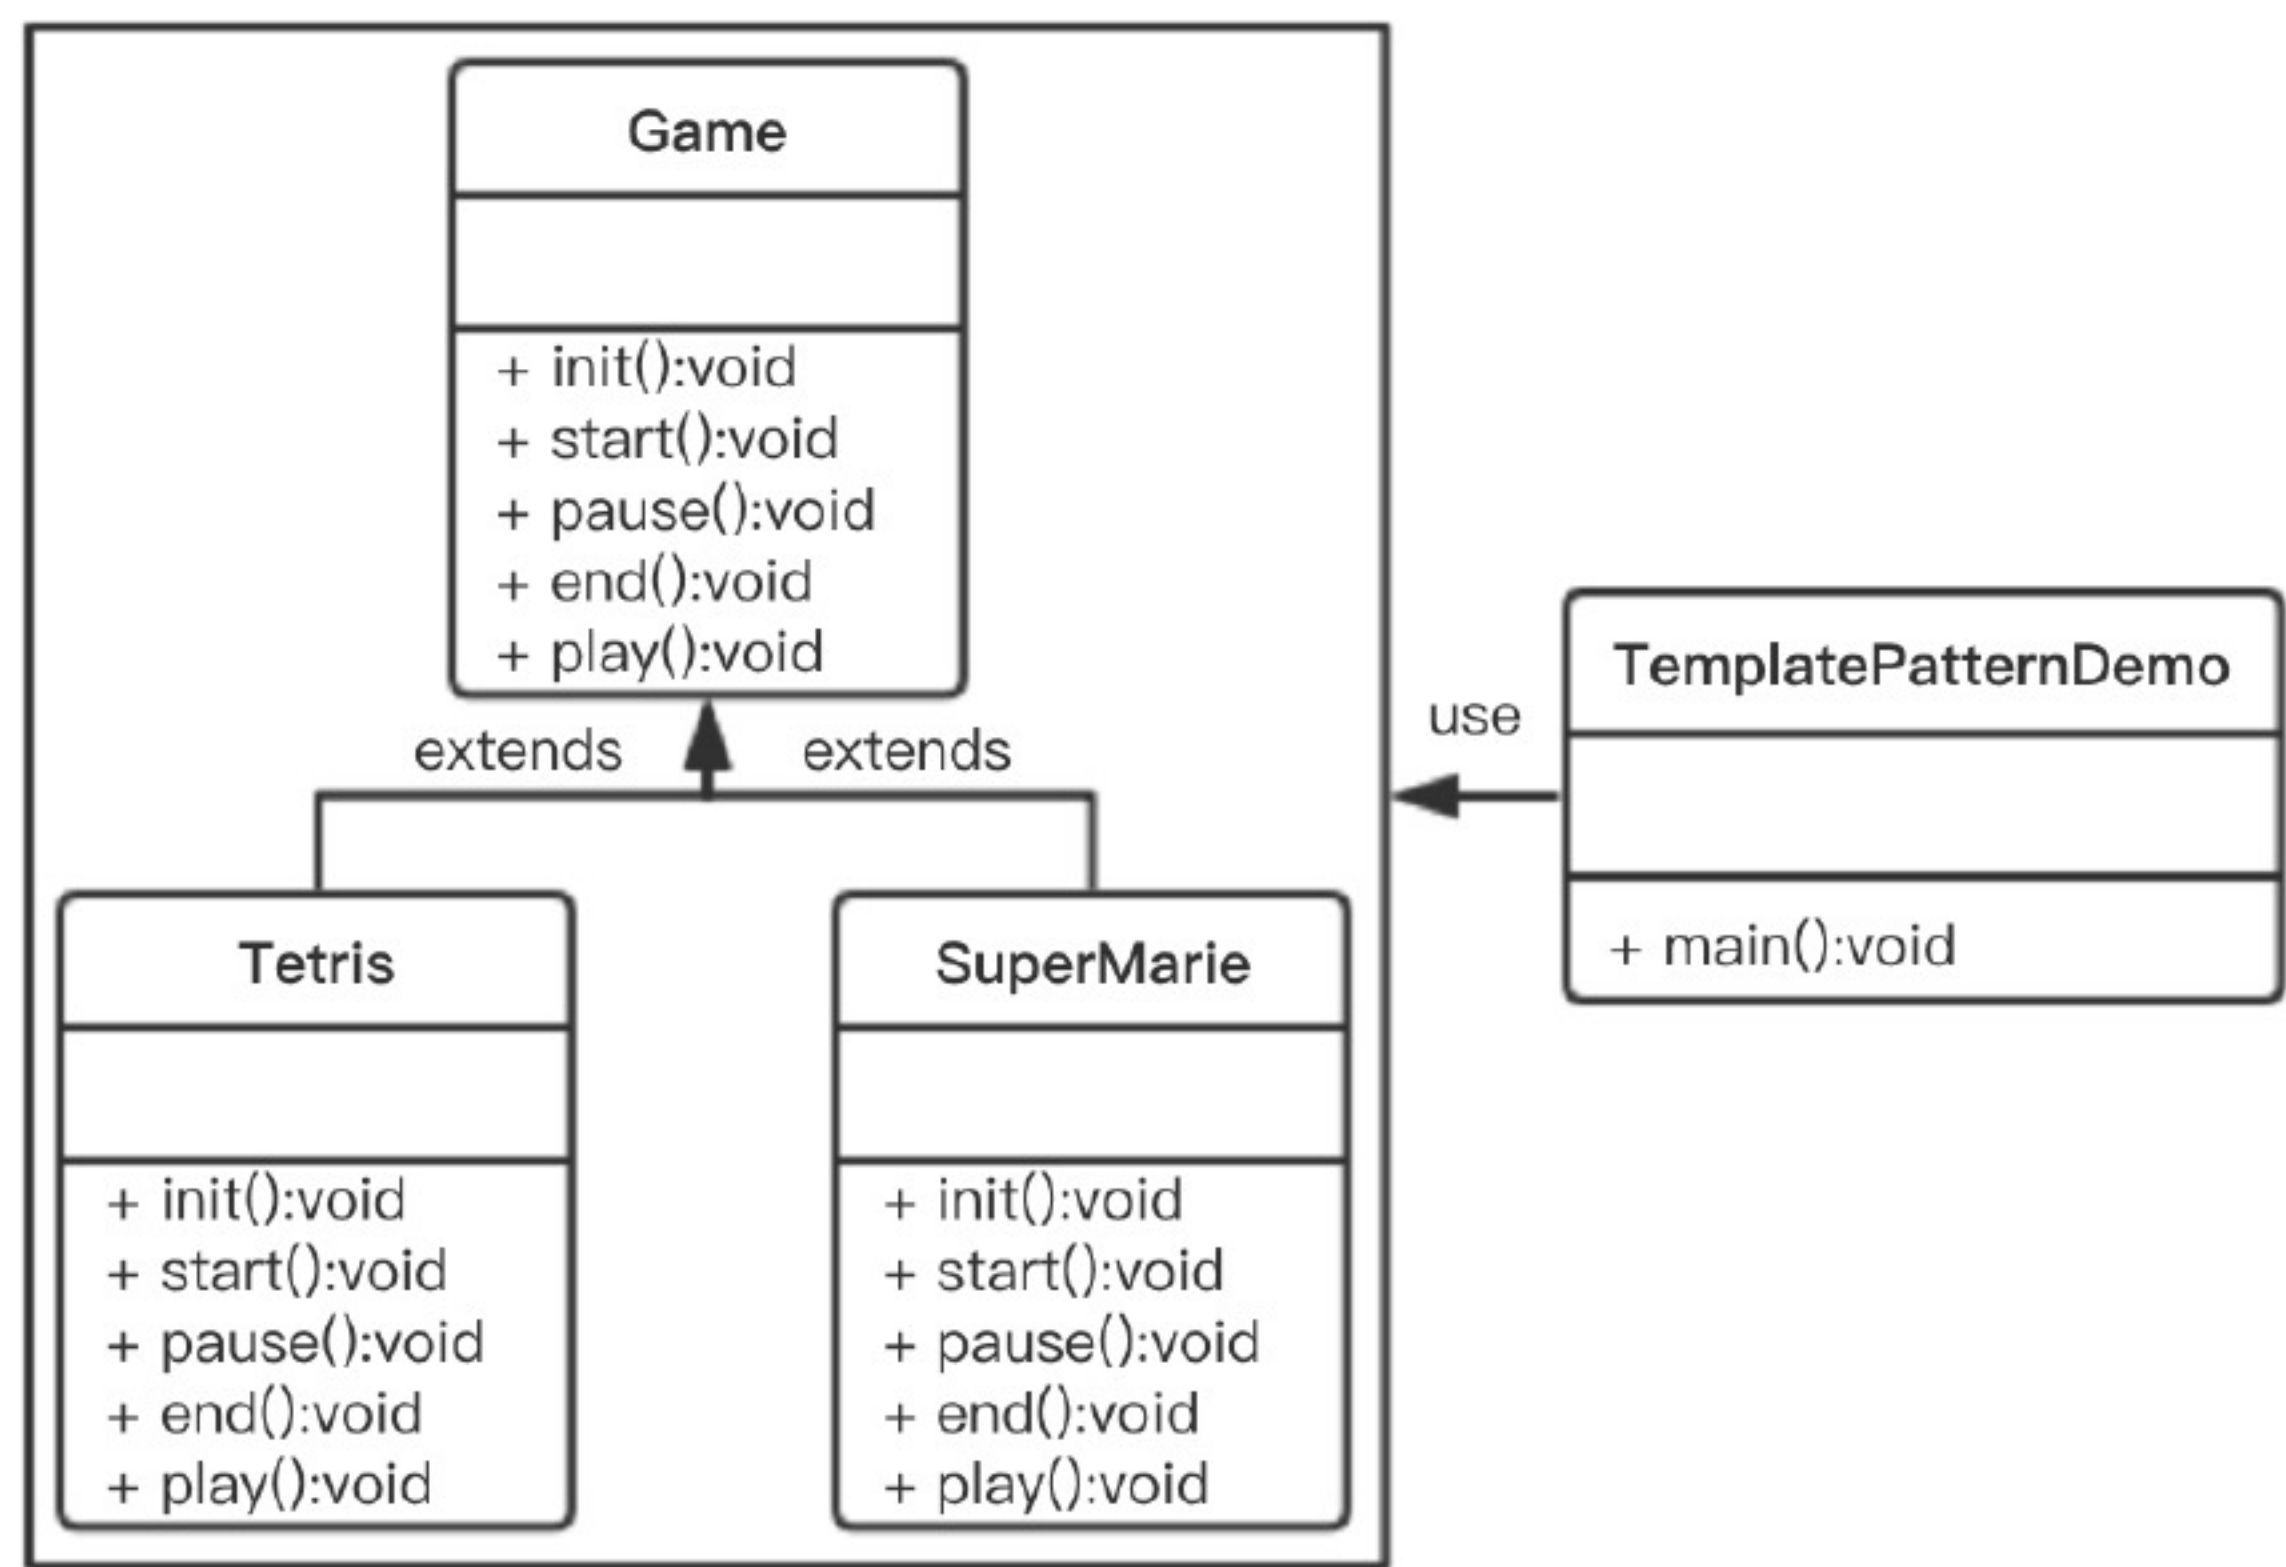 Game
+ init():void
+ start():void
+ pause():void
+ end():void
+ play():void
extends
extends
Tetris
+ init():void
+ start():void
+ pause():void
+ end():void
+ play():void
SuperMarie
+ init():void
+ start():void
+ pause():void
+ end():void
+ play():void
use
TemplatePatternDemo
+ main():void